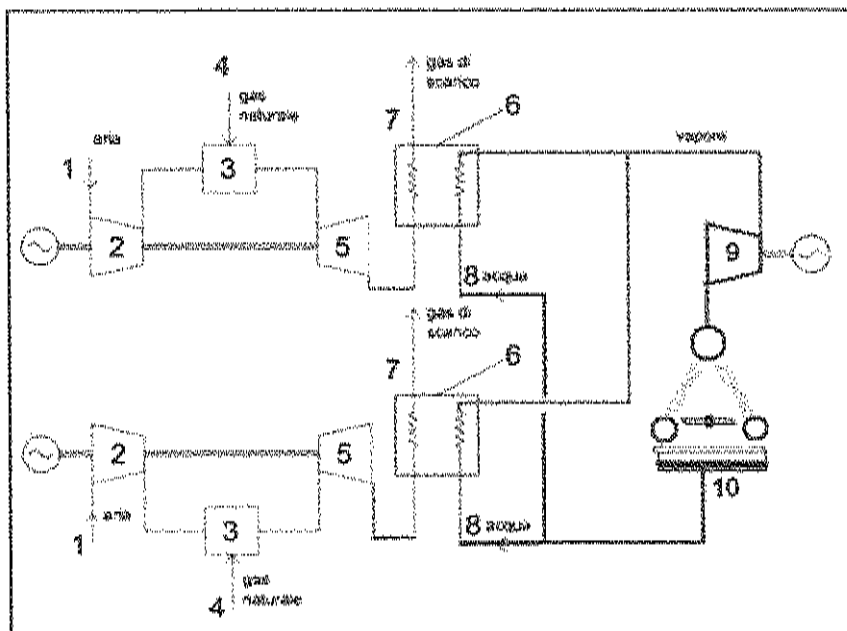 4
gas
naturale
1
aria
3
2
5
7
gas di
scarico
6
vapore
8 acqua
9
gas di
scarico
7
6
2
5
8 acqua
10
1
aria
3
4
gas
naturale